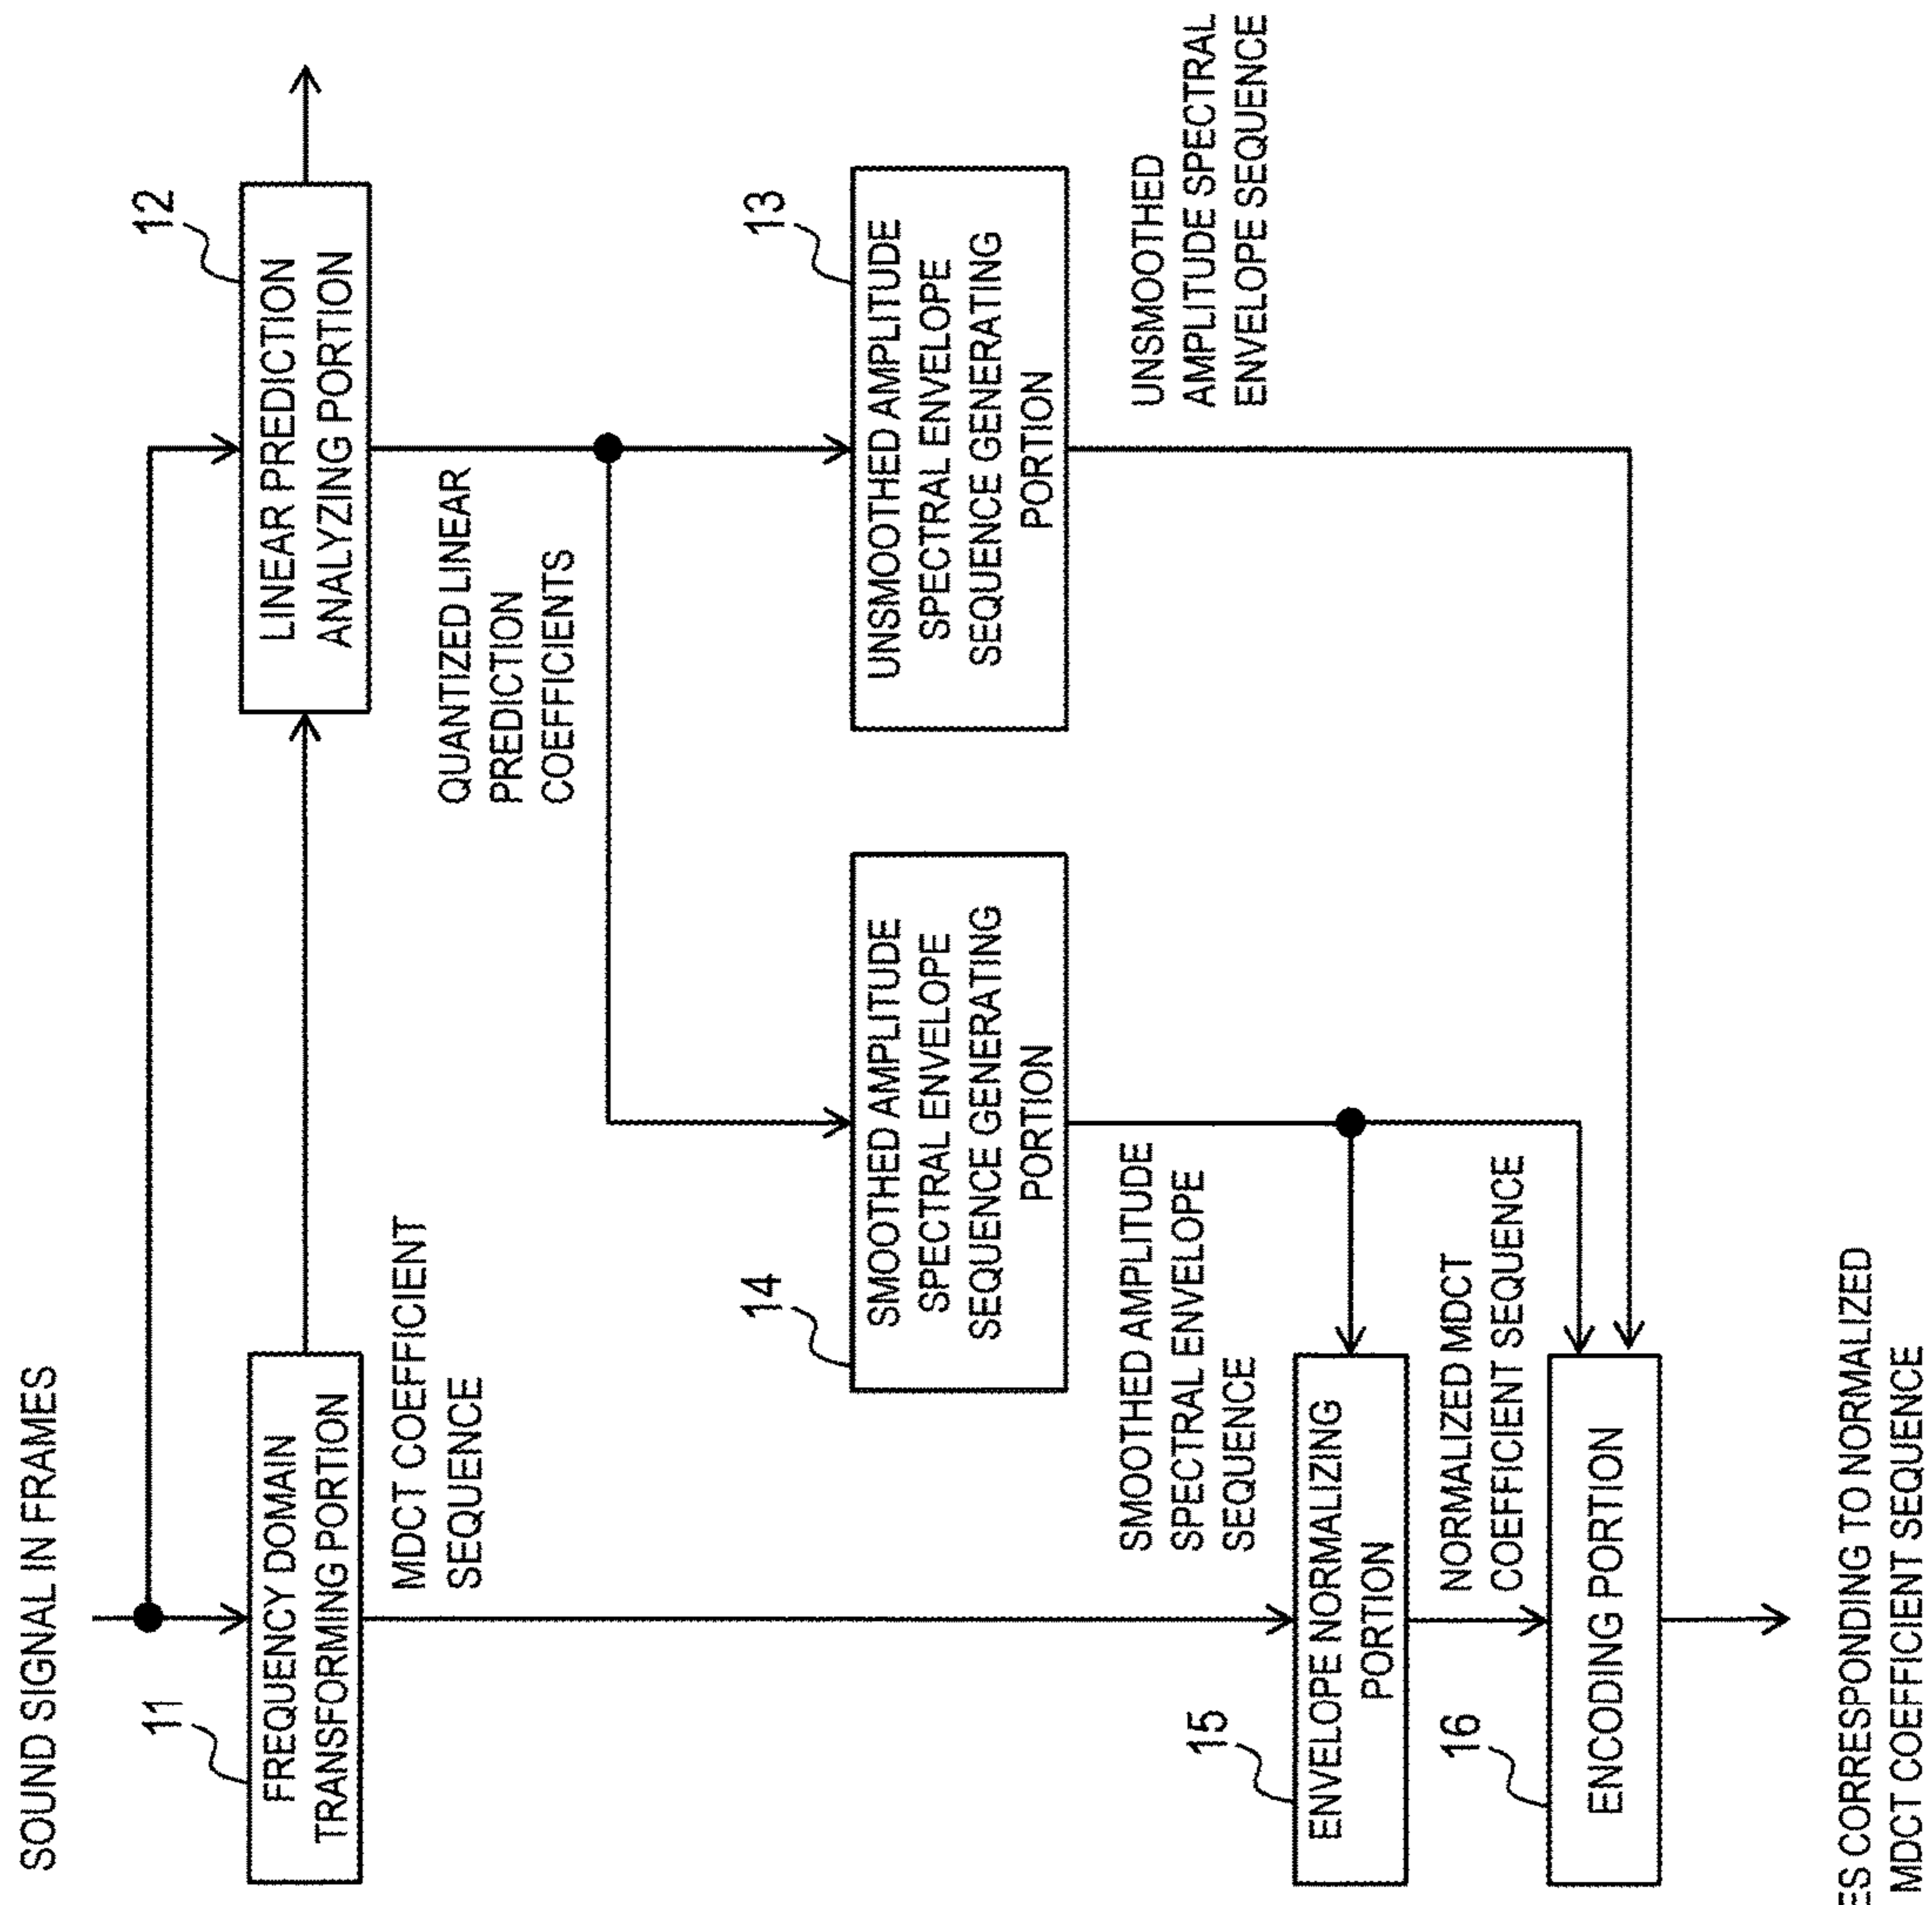 SOUND SIGNAL IN FRAMES
11
FREQUENCY DOMAIN
TRANSFORMING PORTION
MDCT COEFFICIENT
SEQUENCE
12
LINEAR PREDICTION
ANALYZING PORTION
QUANTIZED LINEAR
PREDICTION
COEFFICIENTS
13
UNSMOOTHED AMPLITUDE
SPECTRAL ENVELOPE
SEQUENCE GENERATING
PORTION
UNSMOOTHED
AMPLITUDE SPECTRAL
ENVELOPE SEQUENCE
14
SMOOTHED AMPLITUDE
SPECTRAL ENVELOPE
SEQUENCE GENERATING
PORTION
SMOOTHED AMPLITUDE
SPECTRAL ENVELOPE
SEQUENCE
15
ENVELOPE NORMALIZING
PORTION
NORMALIZED MDCT
COEFFICIENT SEQUENCE
16
ENCODING PORTION
CORRESPONDING TO NORMALIZED
MDCT COEFFICIENT SEQUENCE